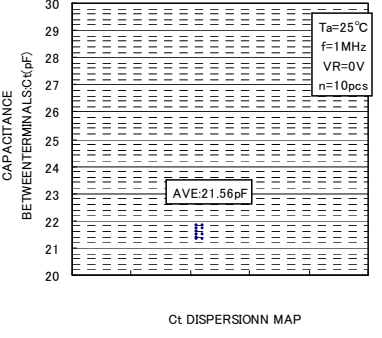 30
29
28
27
26
25
24
23
22
21
20
CAPACITANCE
BETWEENTERMINALS:Ct(pF)
Ta=25°C
f=1MHz
VR=0V
n=10pcs
AVE:21.56pF
Ct DISPERSIONN MAP